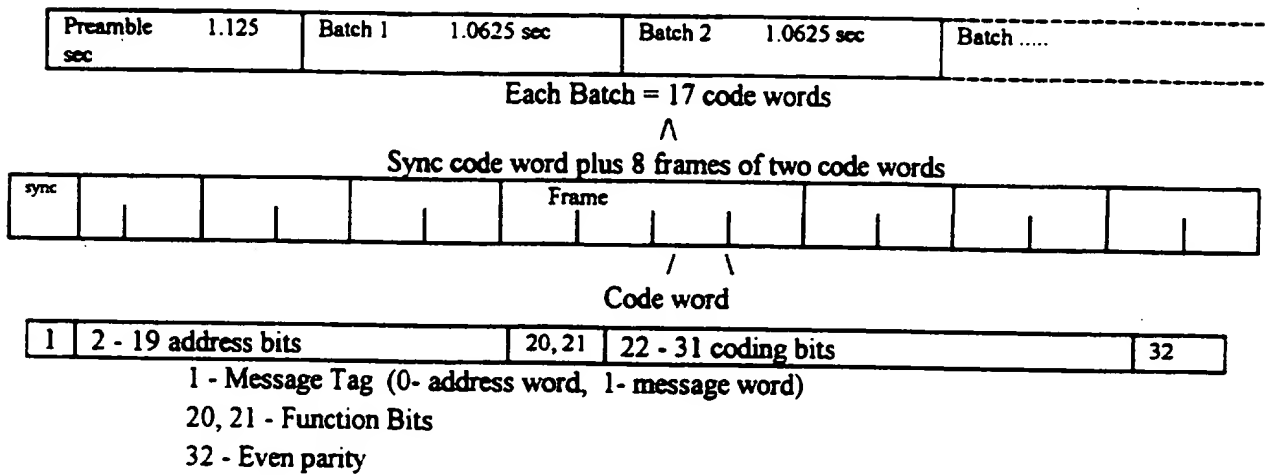 Preamble 1.125 sec
Batch 1 1.0625 sec
Batch 2 1.0625 sec
Batch .....
Each Batch = 17 code words
/\
Sync code word plus 8 frames of two code words
sync
Frame
/ \
Code word
1
2 - 19 address bits
20, 21
22 - 31 coding bits
32
1 - Message Tag (0- address word, 1- message word)
20, 21 - Function Bits
32 - Even parity